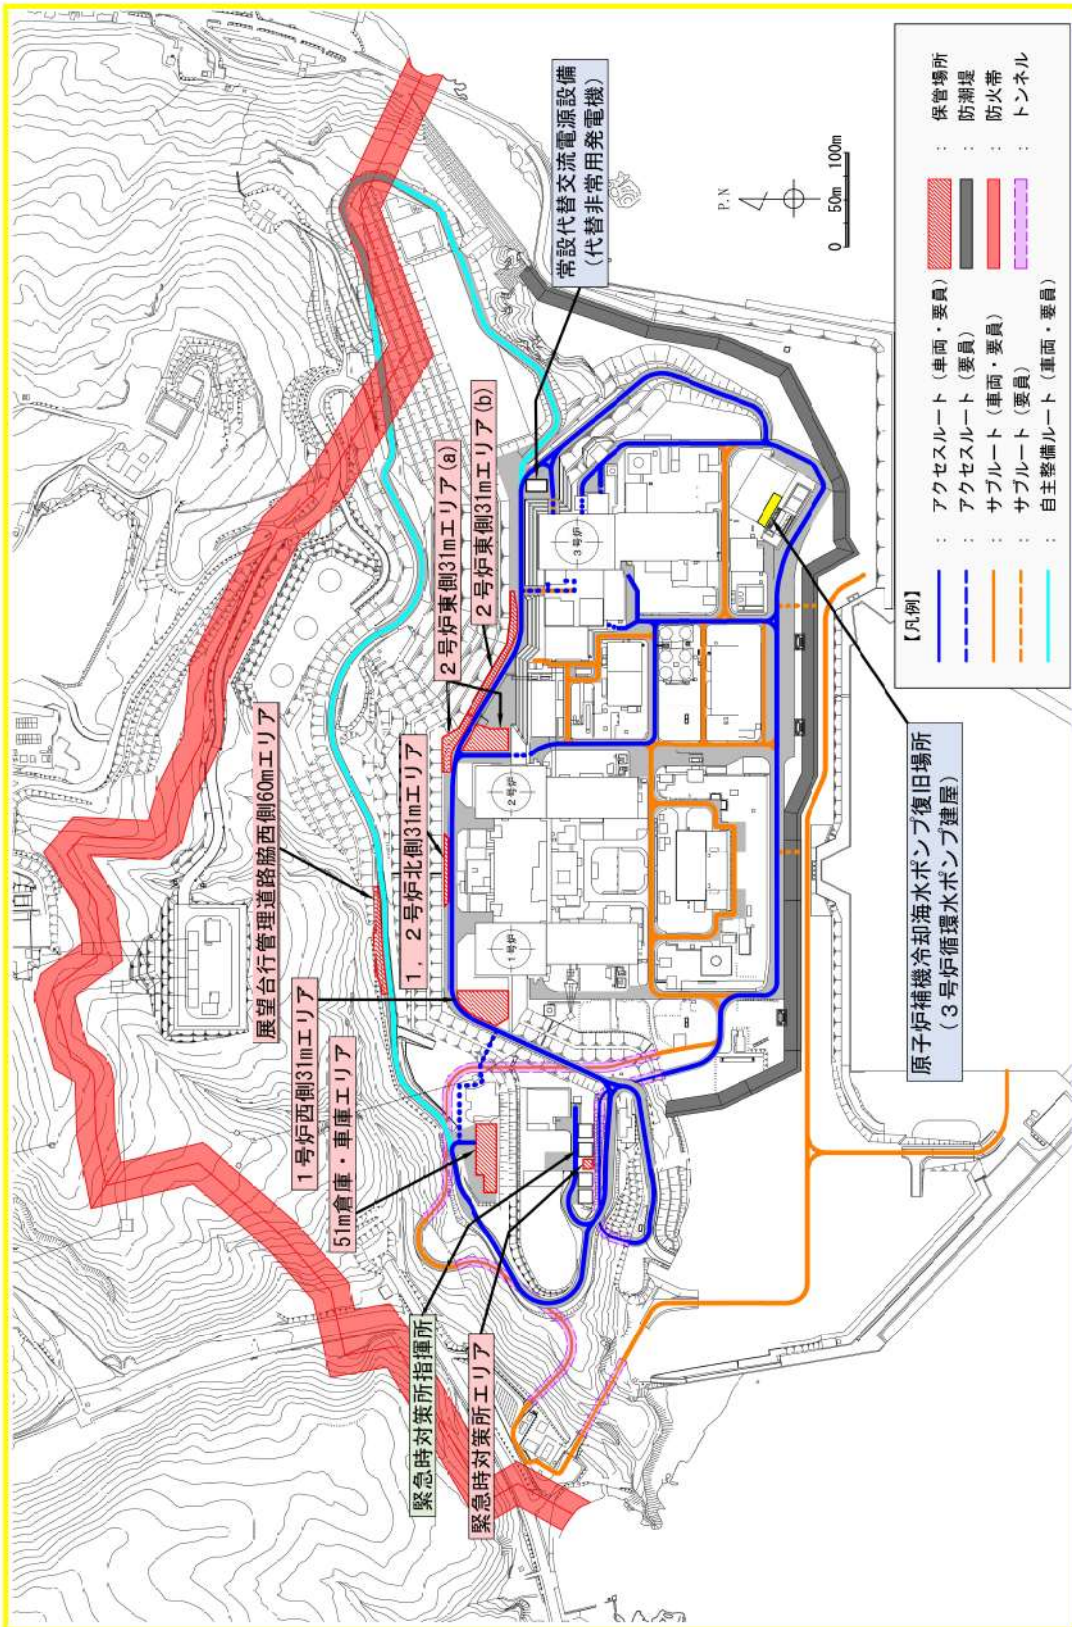 展望台行管理道路脇西側60mエリア
1号炉西側31mエリア
51m倉庫・車庫エリア
1，2号炉北側31mエリア
2号炉東側31mエリア(a)
2号炉東側31mエリア(b)
常設代替交流電源設備
(代替非常用発電機)
緊急時対策所指揮所
緊急時対策所エリア
1号炉
2号炉
3号炉
原子炉補機冷却海水ポンプ復旧場所
(3号炉循環水ポンプ建屋)
P.N
0 50m 100m
【凡例】
： アクセスルート（車両・要員）
： アクセスルート（要員）
： サブルート（車両・要員）
： サブルート（要員）
： 自主整備ルート（車両・要員）
： 保管場所
： 防潮堤
： 防火帯
： トンネル